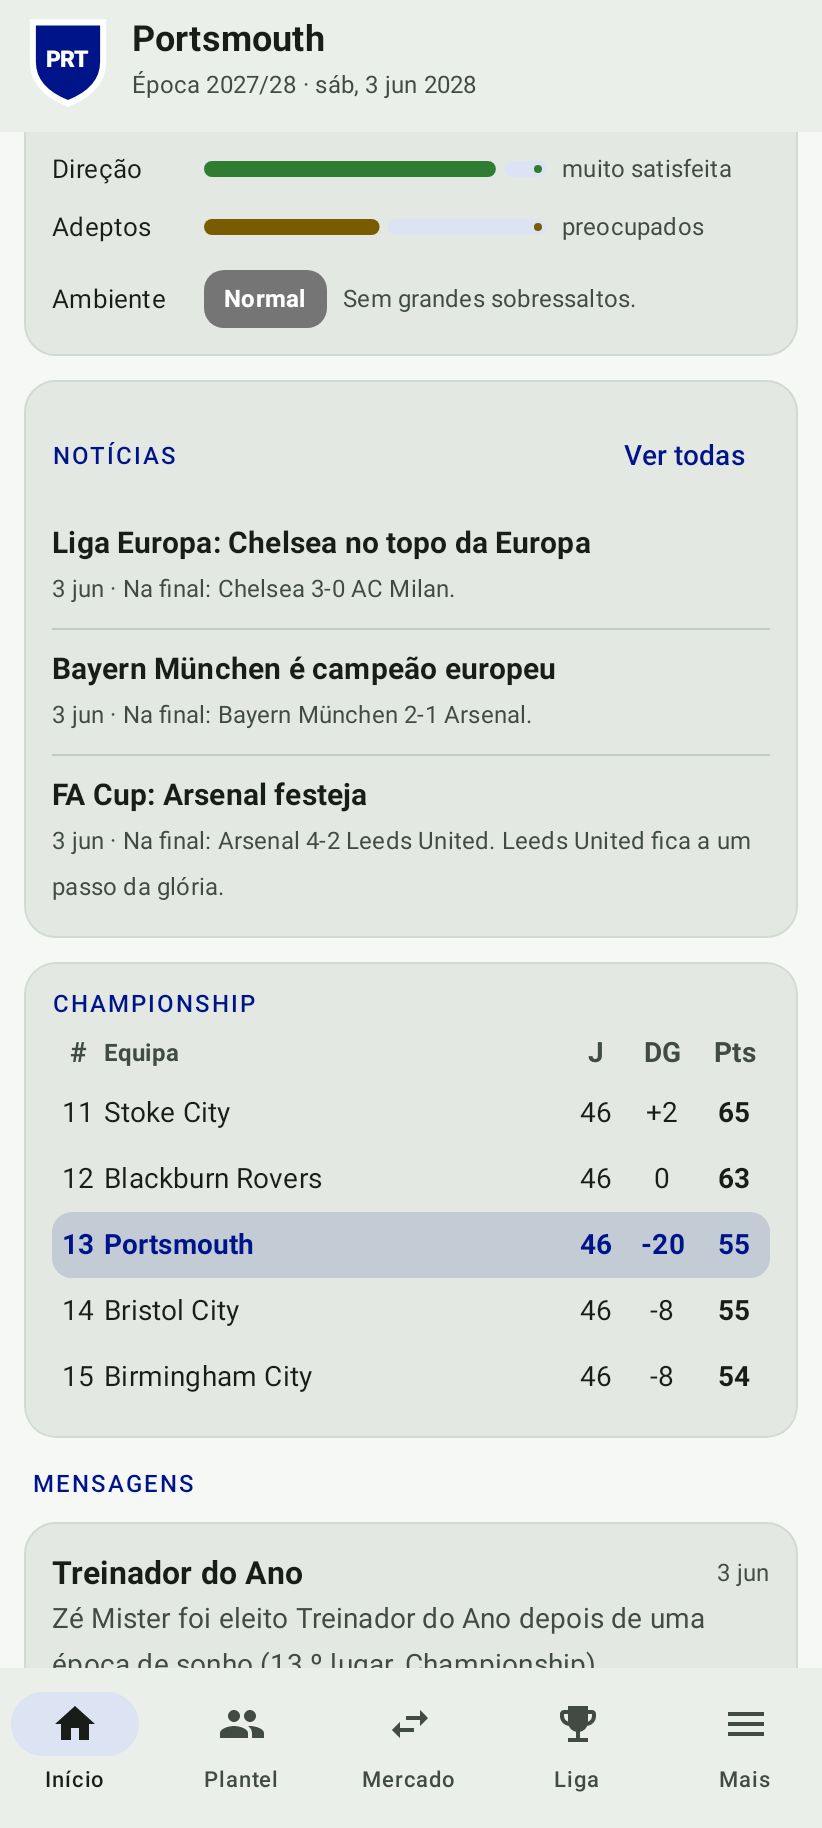 PRT
Portsmouth
Época 2027/28 · sáb, 3 jun 2028
Direção muito satisfeita
Adeptos preocupados
Ambiente Normal Sem grandes sobressaltos.
NOTÍCIAS Ver todas
Liga Europa: Chelsea no topo da Europa
3 jun · Na final: Chelsea 3-0 AC Milan.
Bayern München é campeão europeu
3 jun · Na final: Bayern München 2-1 Arsenal.
FA Cup: Arsenal festeja
3 jun · Na final: Arsenal 4-2 Leeds United. Leeds United fica a um
passo da glória.
CHAMPIONSHIP
# Equipa J DG Pts
11 Stoke City 46 +2 65
12 Blackburn Rovers 46 0 63
13 Portsmouth 46 -20 55
14 Bristol City 46 -8 55
15 Birmingham City 46 -8 54
MENSAGENS
Treinador do Ano 3 jun
Zé Mister foi eleito Treinador do Ano depois de uma
época de sonho (13.º lugar, Championship)
Início Plantel Mercado Liga Mais